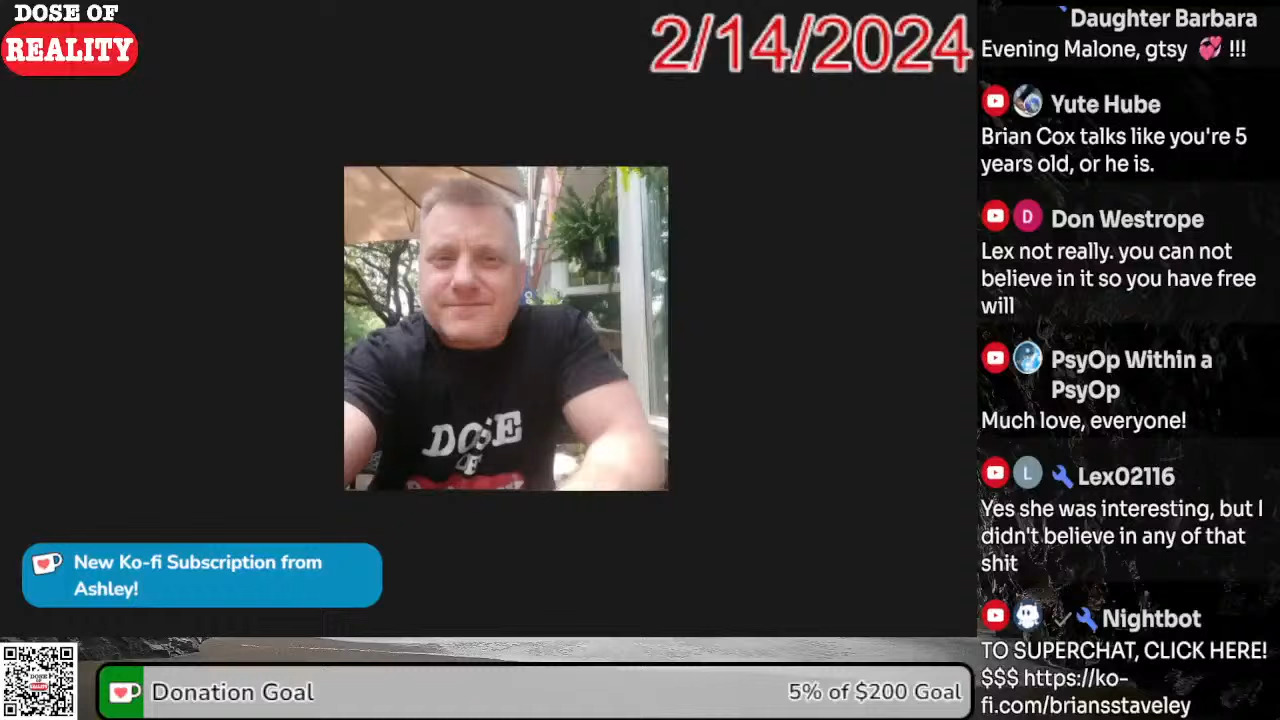 DOSE OF
REALITY
2/14/2024
DOSE
OF
New Ko-fi Subscription from
Ashley!
Donation Goal
5% of $200 Goal
Daughter Barbara
Evening Malone, gtsy 💞 !!!
Yute Hube
Brian Cox talks like you're 5
years old, or he is.
D Don Westrope
Lex not really. you can not
believe in it so you have free
will
PsyOp Within a
PsyOp
Much love, everyone!
L Lex02116
Yes she was interesting, but I
didn't believe in any of that
shit
Nightbot
TO SUPERCHAT, CLICK HERE!
$$$ https://ko-
fi.com/briansstaveley